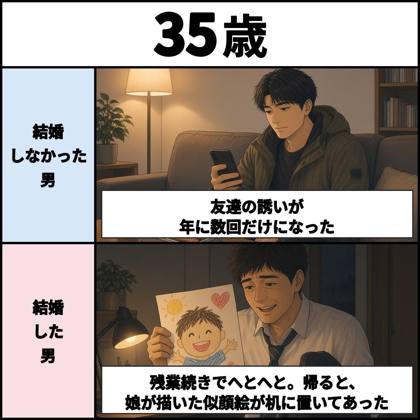 35歳
結婚
しなかった
男
友達の誘いが
年に数回だけになった
結婚
した
男
残業続きでへとへと。帰ると、
娘が描いた似顔絵が机に置いてあった